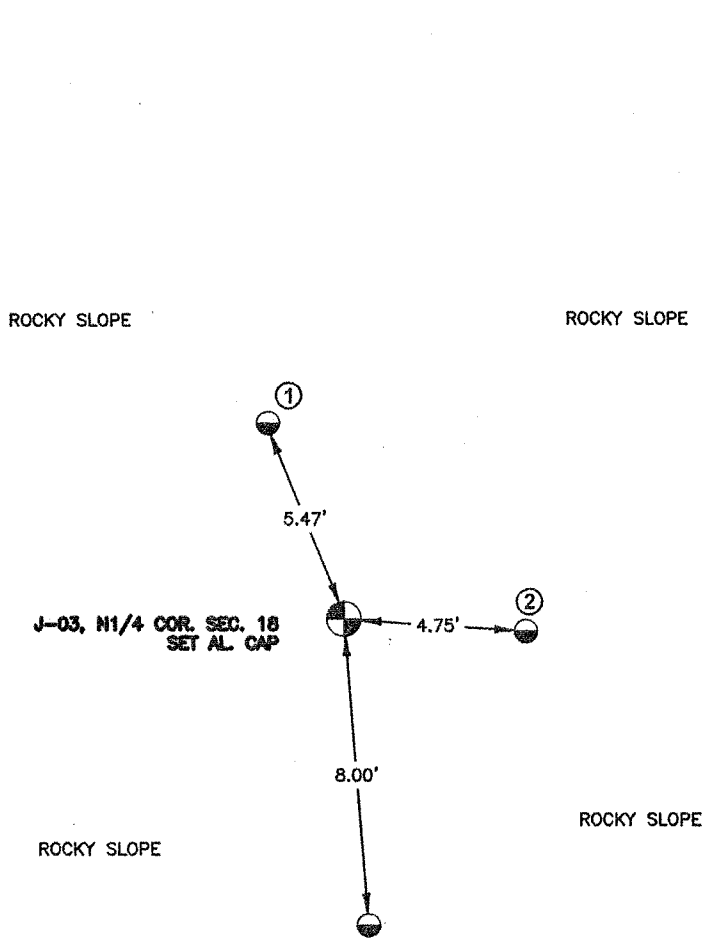 ROCKY SLOPE
ROCKY SLOPE
1
5.47'
2
J-03, N1/4 COR. SEC. 18
SET AL. CAP
4.75'
8.00'
ROCKY SLOPE
ROCKY SLOPE